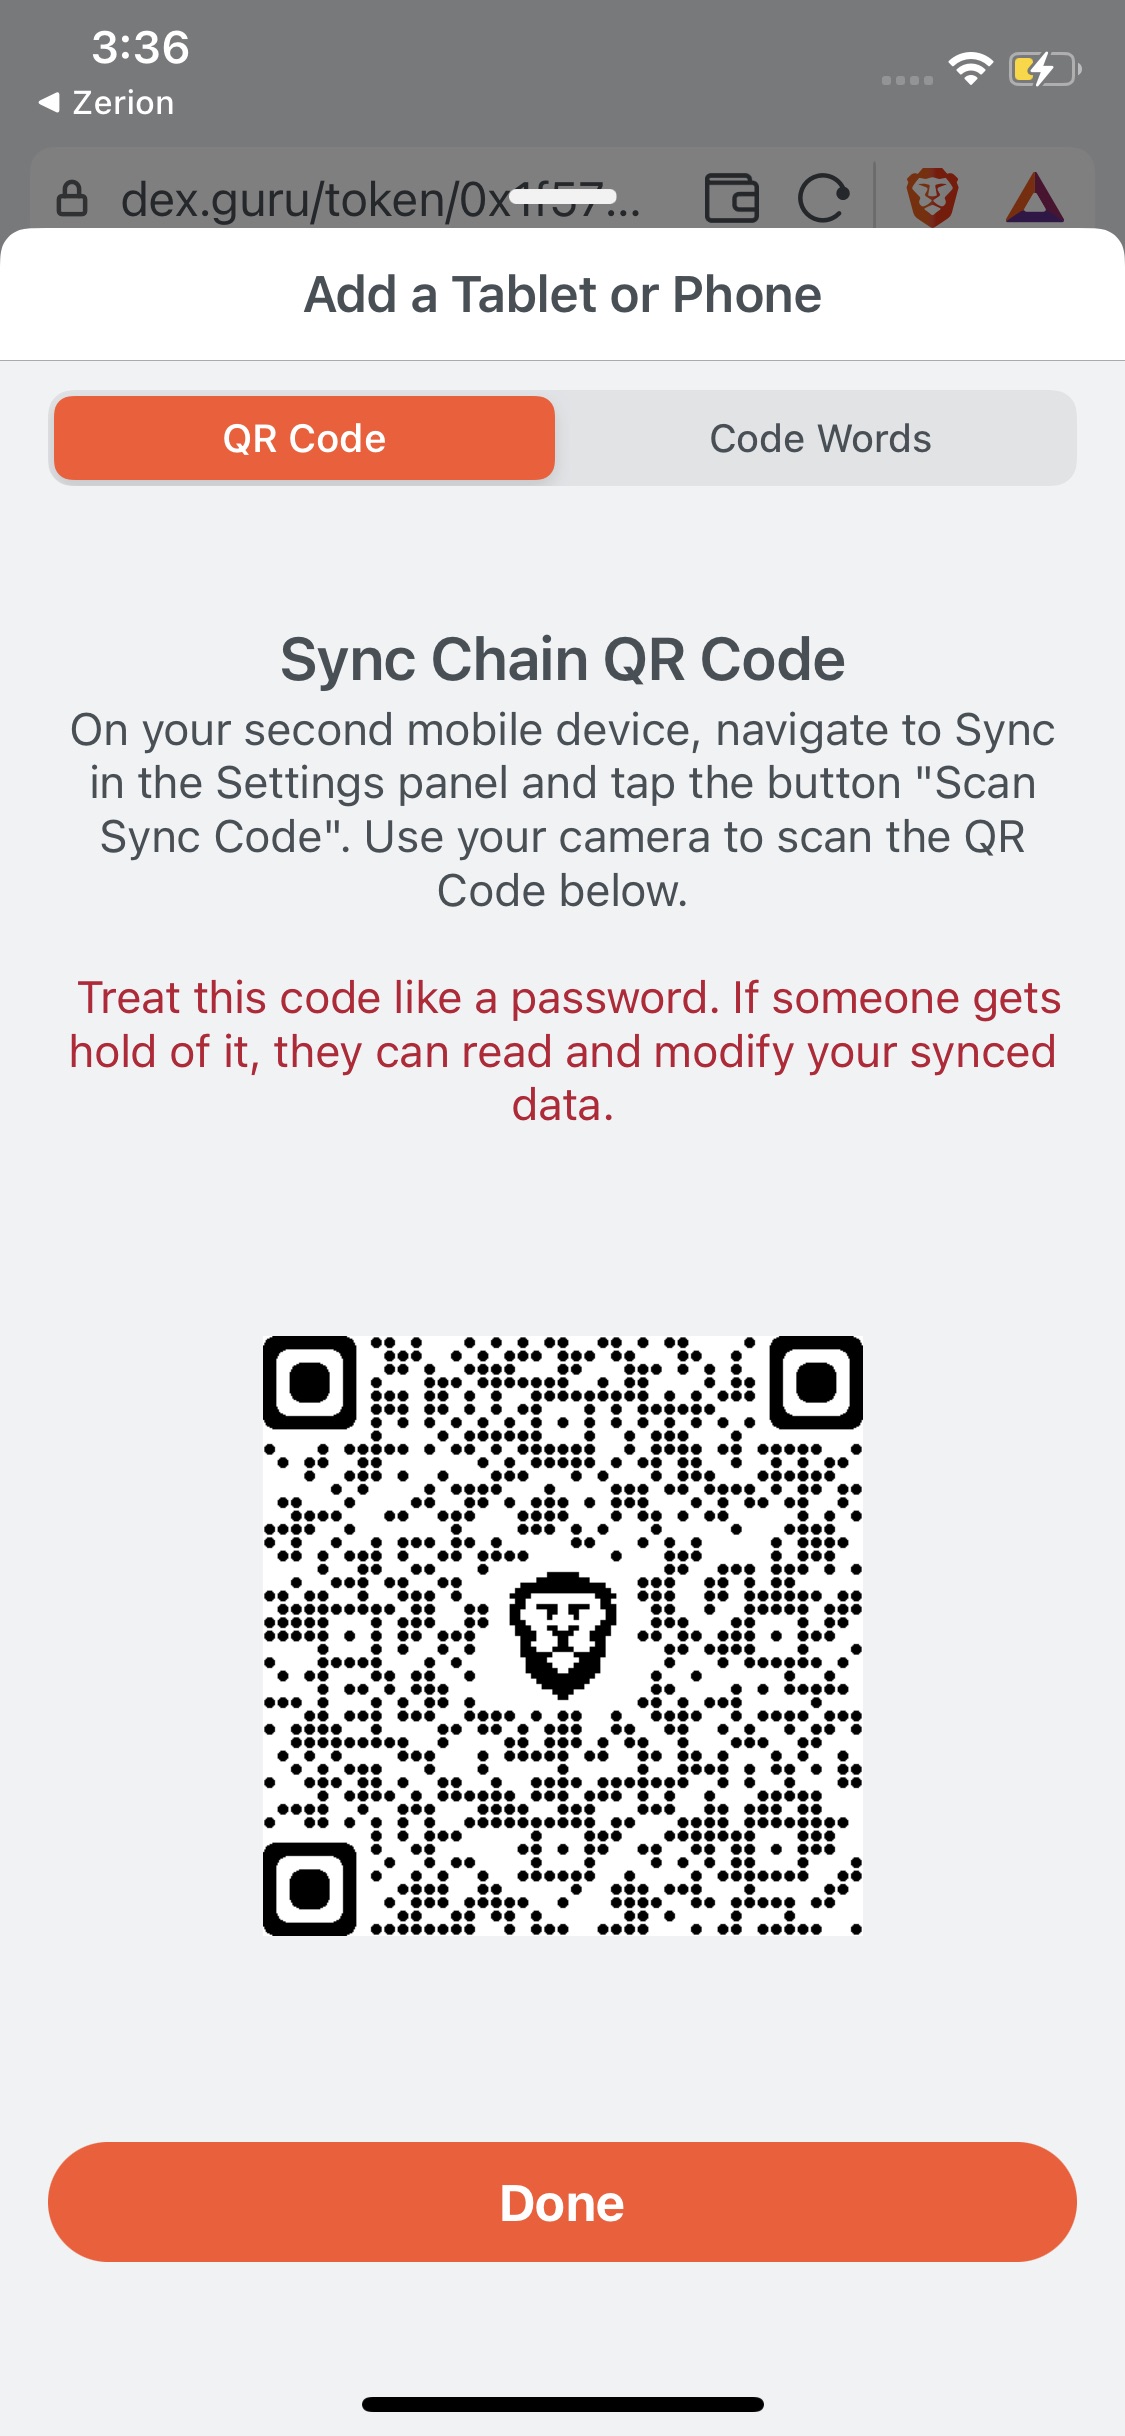 3:36
Zerion
dex.guru/token/0x1f57...
Add a Tablet or Phone
QR Code
Code Words
Sync Chain QR Code
On your second mobile device, navigate to Sync
in the Settings panel and tap the button "Scan
Sync Code". Use your camera to scan the QR
Code below.
Treat this code like a password. If someone gets
hold of it, they can read and modify your synced
data.
Done